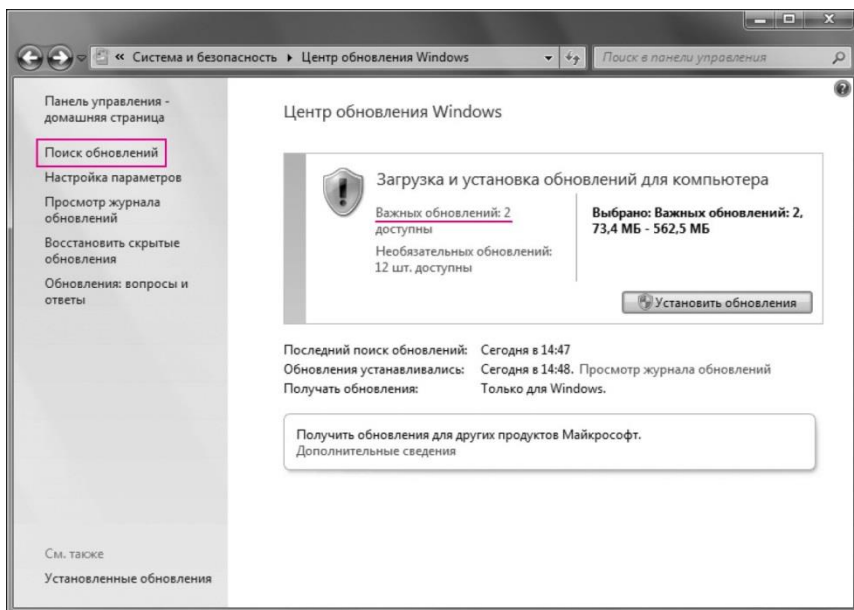 « Система и безопасность ▸ Центр обновления Windows
Поиск в панели управления
Панель управления -
домашняя страница
Поиск обновлений
Настройка параметров
Просмотр журнала
обновлений
Восстановить скрытые
обновления
Обновления: вопросы и
ответы
См. также
Установленные обновления
Центр обновления Windows
Загрузка и установка обновлений для компьютера
Важных обновлений: 2
доступны
Необязательных обновлений:
12 шт. доступны
Выбрано: Важных обновлений: 2,
73,4 МБ - 562,5 МБ
Установить обновления
Последний поиск обновлений: Сегодня в 14:47
Обновления устанавливались: Сегодня в 14:48. Просмотр журнала обновлений
Получать обновления: Только для Windows.
Получить обновления для других продуктов Майкрософт.
Дополнительные сведения